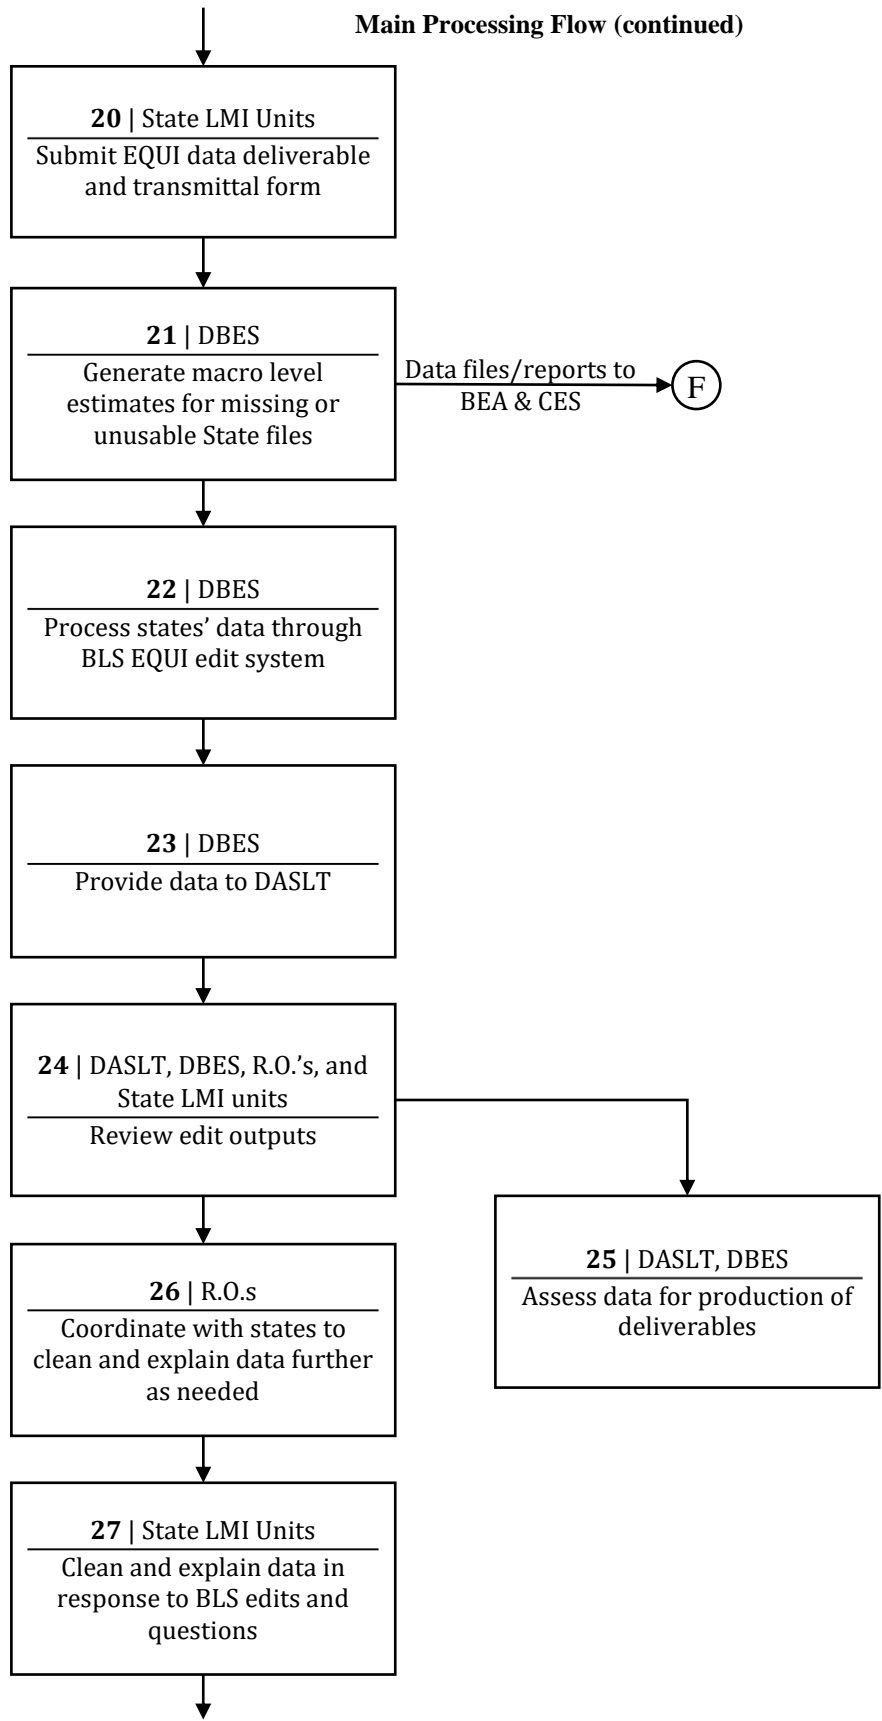 Main Processing Flow (continued)
20 | State LMI Units
Submit EQUI data deliverable
and transmittal form
21 | DBES
Generate macro level
estimates for missing or
unusable State files
Data files/reports to
BEA & CES
F
22 | DBES
Process states’ data through
BLS EQUI edit system
23 | DBES
Provide data to DASLT
24 | DASLT, DBES, R.O.’s, and
State LMI units
Review edit outputs
25 | DASLT, DBES
Assess data for production of
deliverables
26 | R.O.s
Coordinate with states to
clean and explain data further
as needed
27 | State LMI Units
Clean and explain data in
response to BLS edits and
questions